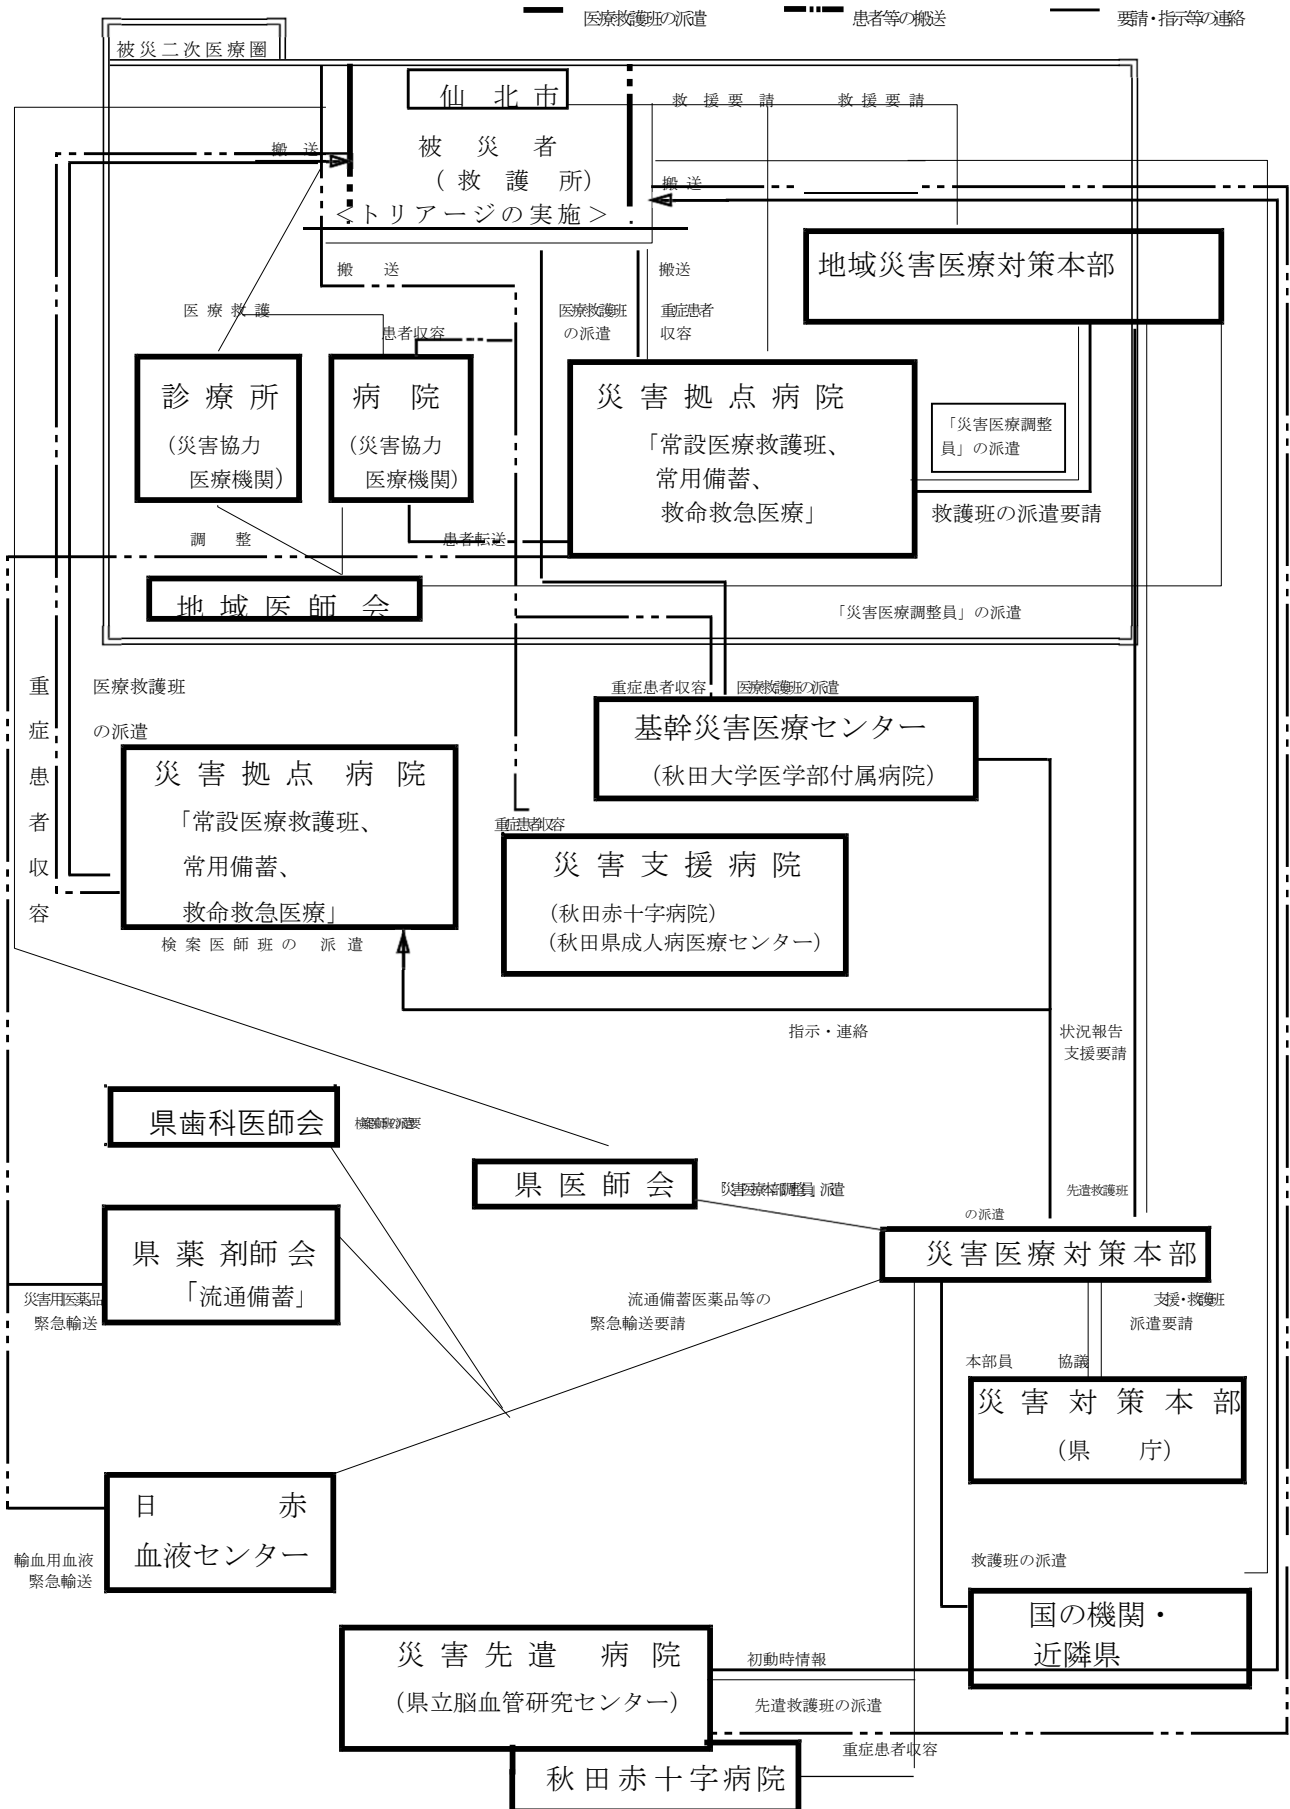 医療救護班の派遣　患者等の搬送　要請・指示等の連絡
被災二次医療圏
仙北市
救援要請　救援要請
被災者
搬送
（救護所）
搬送
＜トリアージの実施＞
地域災害医療対策本部
搬送
搬送
医療救護
医療救護班
の派遣
重症患者
収容
患者収容
診療所
（災害協力
医療機関）
病院
（災害協力
医療機関）
災害拠点病院
「常設医療救護班、
常用備蓄、
救命救急医療」
「災害医療調整
員」の派遣
救護班の派遣要請
調整
患者転送
地域医師会
「災害医療調整員」の派遣
重症患者収容
医療救護班
の派遣
重症患者収容　医療救護班の派遣
基幹災害医療センター
（秋田大学医学部付属病院）
災害拠点病院
「常設医療救護班、
常用備蓄、
救命救急医療」
検案医師班の　派遣
重症患者収容
災害支援病院
（秋田赤十字病院）
（秋田県成人病医療センター）
指示・連絡
状況報告
支援要請
県歯科医師会
県医師会
先遣救護班
の派遣
災害医療対策本部
県薬剤師会
「流通備蓄」
災害用医薬品
緊急輸送
流通備蓄医薬品等の
緊急輸送要請
支援・救護班
派遣要請
本部員　協議
災害対策本部
（県　庁）
日　赤
血液センター
輸血用血液
緊急輸送
救護班の派遣
国の機関・
近隣県
災害先遣　病院
（県立脳血管研究センター）
初動時情報
先遣救護班の派遣
重症患者収容
秋田赤十字病院